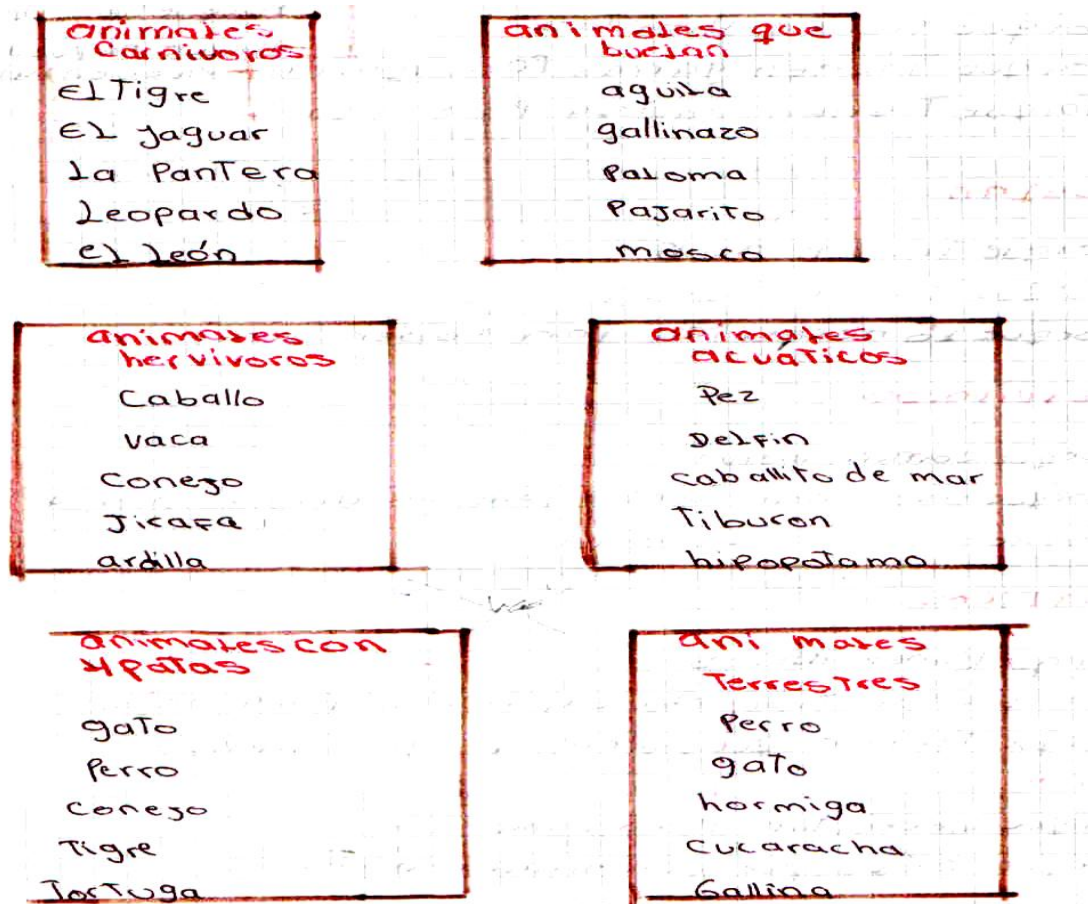 animales
Carnivoros
El Tigre
EL jaguar
La PanTera
Leopardo
el león
animales que
buelan
aguila
gallinazo
Paloma
PajariTo
mosco
animales
hervivoros
Caballo
vaca
Conejo
Jirafa
ardilla
animales
acuáTicos
Pez
Delfin
caballito de mar
Tiburon
hipopotamo
animales con
4 patas
gaTo
Perro
Conejo
Tigre
TorTuga
ani males
TerresTres
Perro
gaTo
hormiga
cucaracha
Gallina